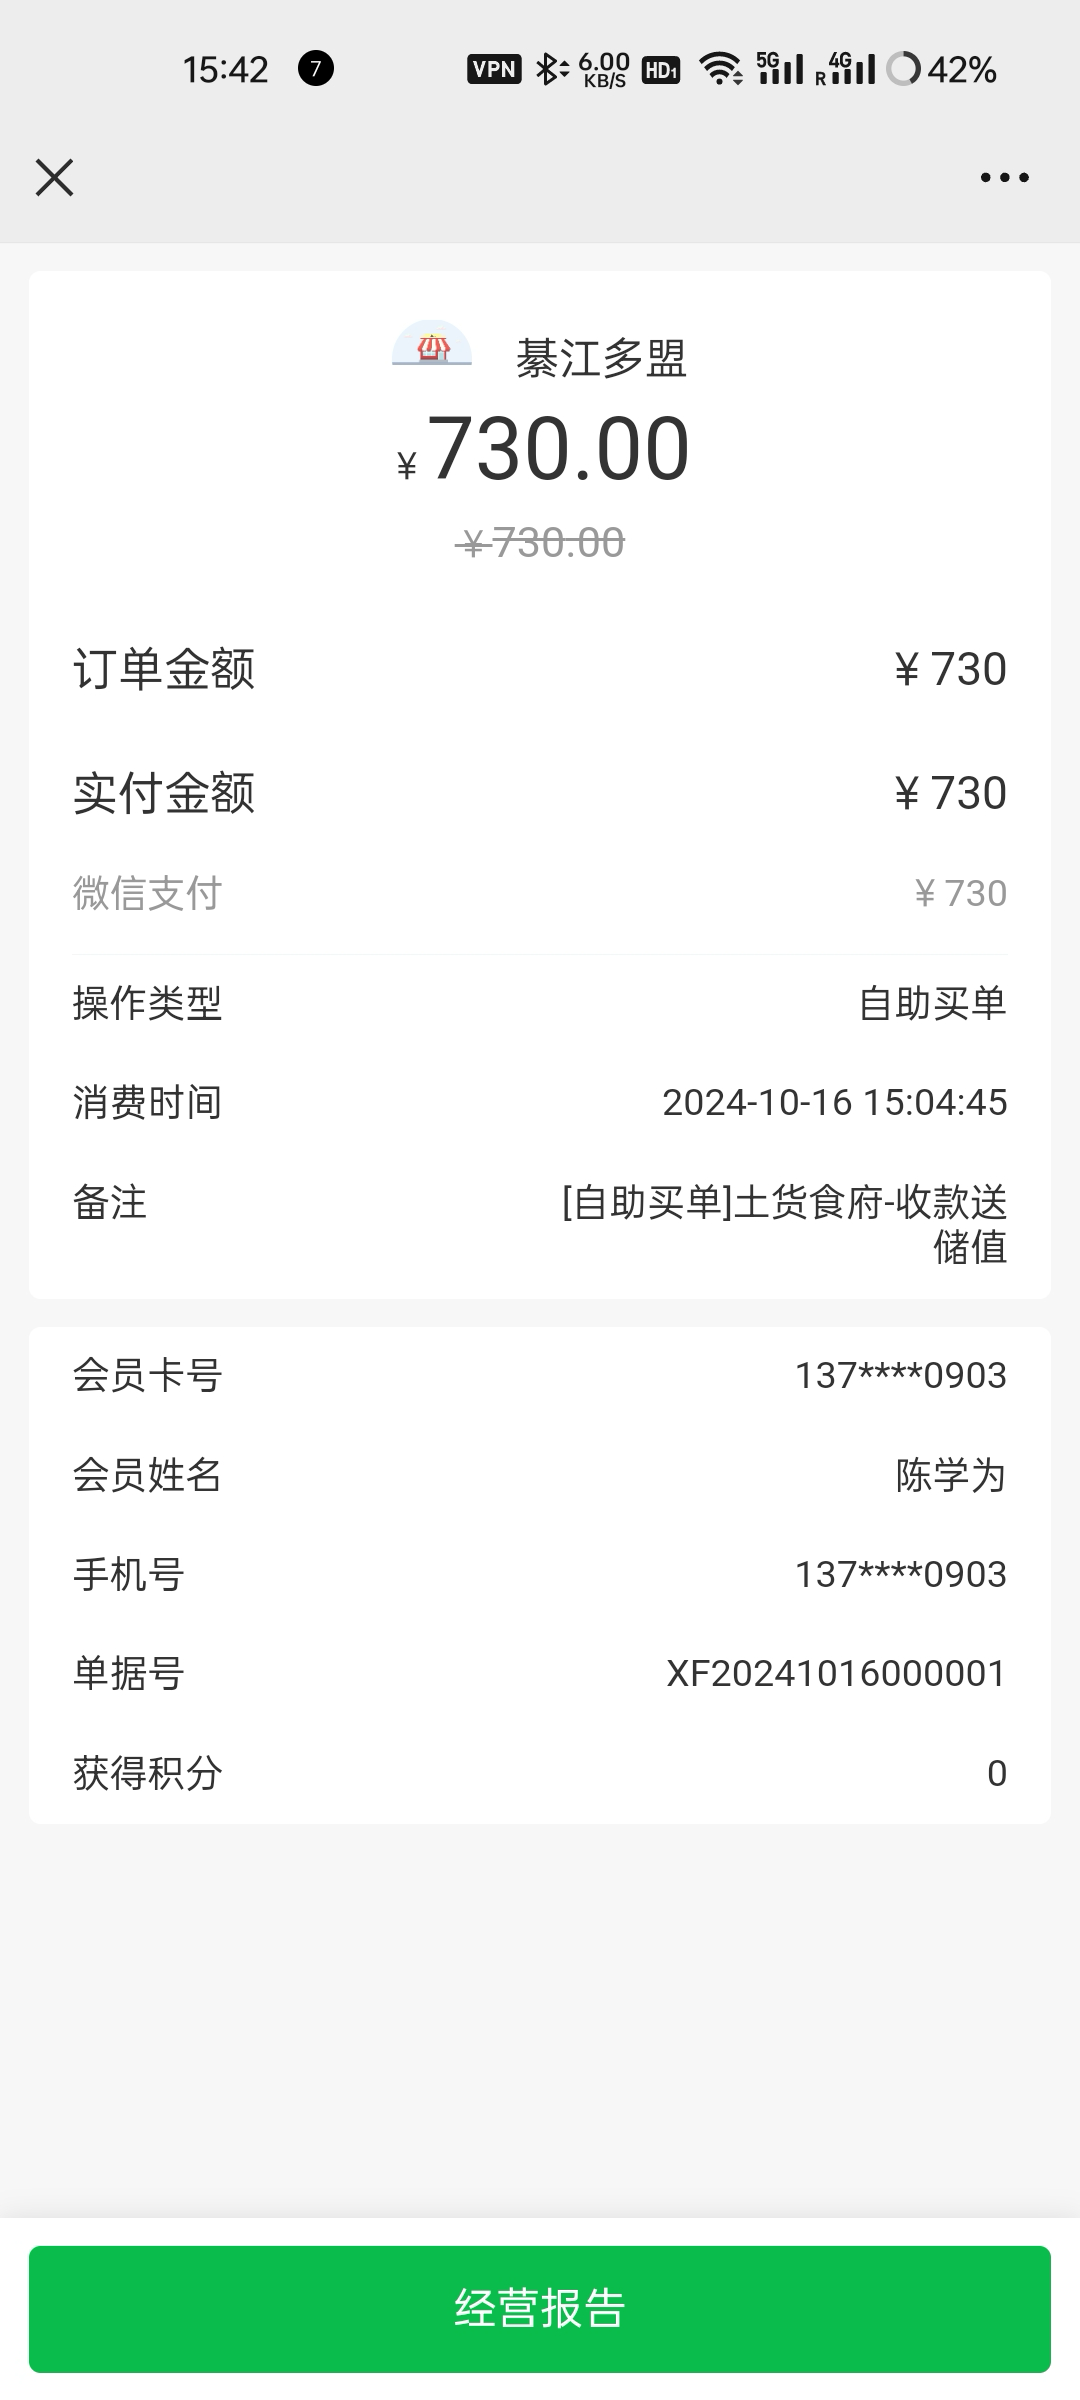 15:42 7 VPN 6.00 KB/S HD1 5G R 4G 42%
綦江多盟
¥730.00
¥730.00
订单金额 ¥ 730
实付金额 ¥ 730
微信支付 ¥ 730
操作类型 自助买单
消费时间 2024-10-16 15:04:45
备注 [自助买单]土货食府-收款送
储值
会员卡号 137****0903
会员姓名 陈学为
手机号 137****0903
单据号 XF20241016000001
获得积分 0
经营报告